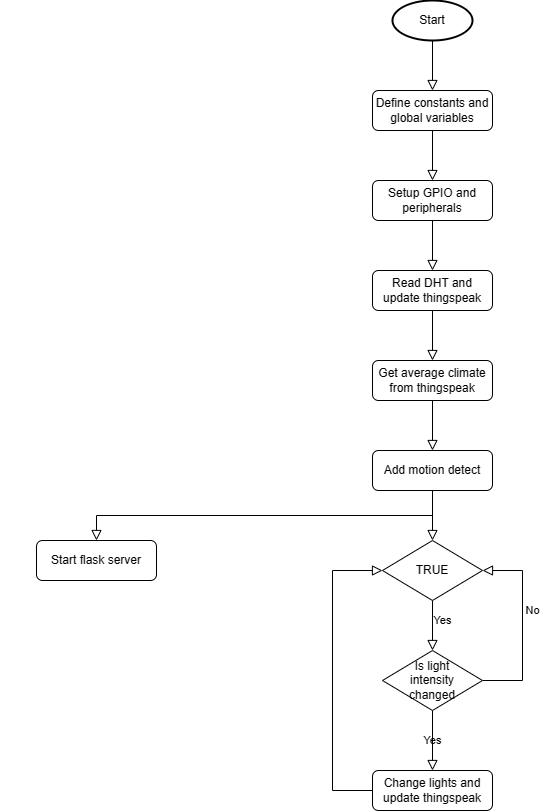 Start
Define constants and
global variables
Setup GPIO and
peripherals
Read DHT and
update thingspeak
Get average climate
from thingspeak
Add motion detect
Start flask server
TRUE
No
Yes
Is light
intensity
changed
Yes
Change lights and
update thingspeak